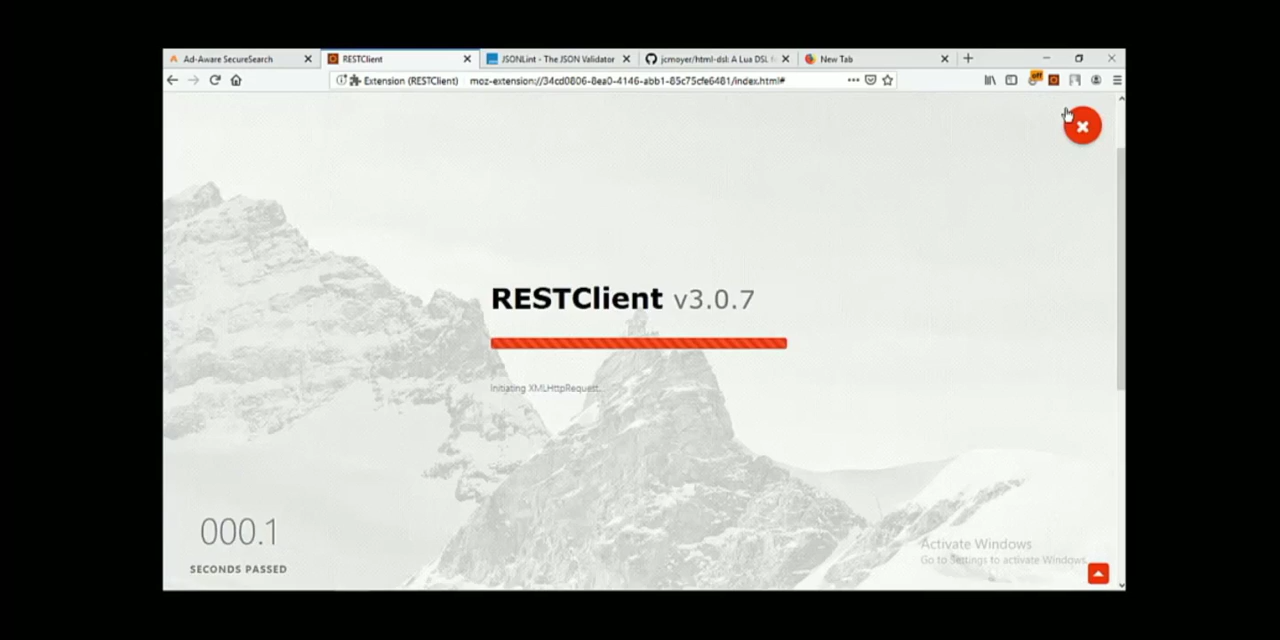 Ad-Aware SecureSearch
RESTClient
JSONLint - The JSON Validator
jcmoyer/html-dsl: A Lua DSL f
New Tab
Extension (RESTClient)
moz-extension://34cd0806-8ea0-4146-abb1-85c75cfe6481/index.html#
off
RESTClient v3.0.7
Initiating XMLHttpRequest...
000.1
SECONDS PASSED
Activate Windows
Go to Settings to activate Windows.